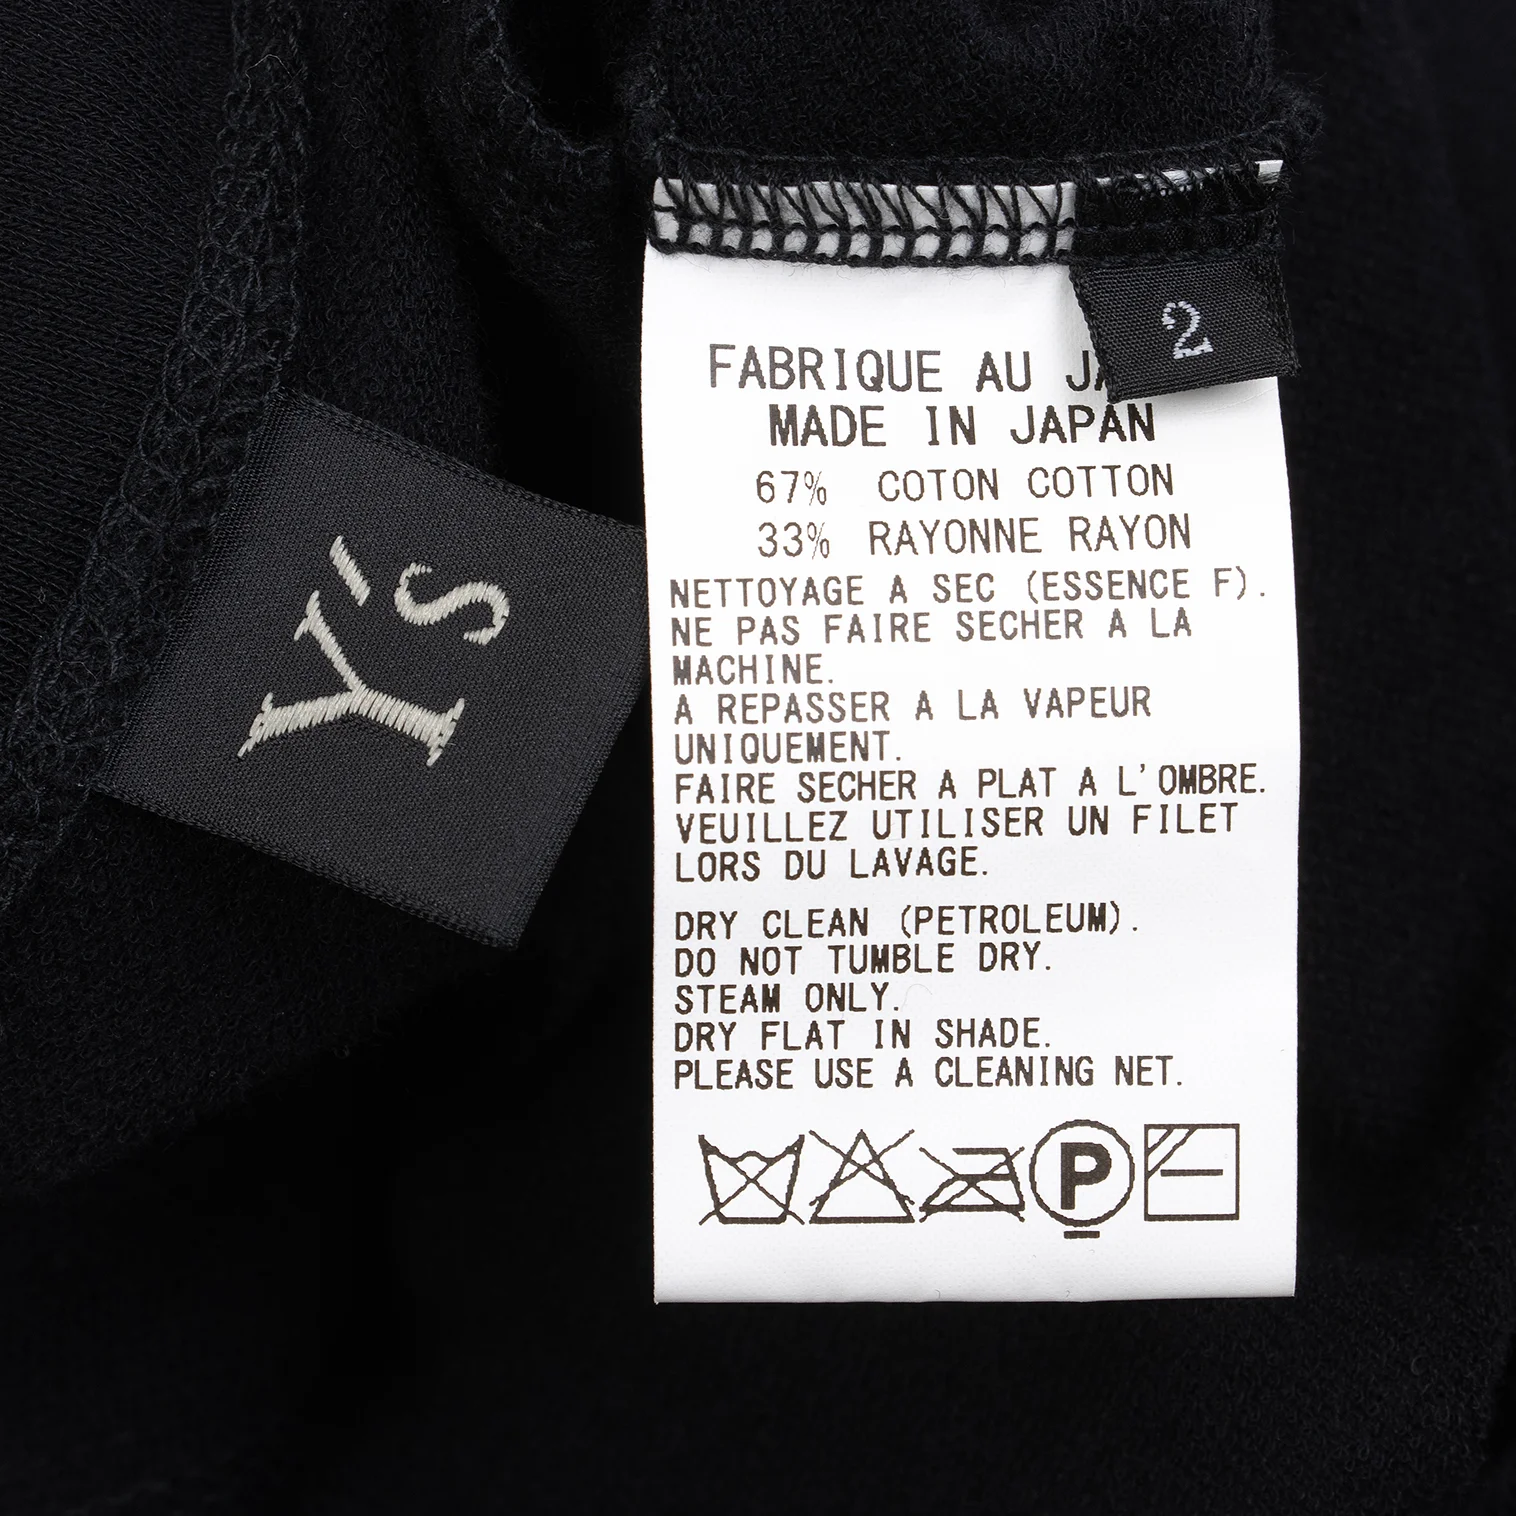 2
FABRIQUE AU
MADE IN JAPAN
67% COTON COTTON
33% RAYONNE RAYON
NETTOYAGE A SEC (ESSENCE F).
NE PAS FAIRE SECHER A LA
MACHINE.
A REPASSER A LA VAPEUR
UNIQUEMENT.
FAIRE SECHER A PLAT A L'OMBRE.
VEUILLEZ UTILISER UN FILET
LORS DU LAVAGE.
DRY CLEAN (PETROLEUM).
DO NOT TUMBLE DRY.
STEAM ONLY.
DRY FLAT IN SHADE.
PLEASE USE A CLEANING NET.
P
Y's